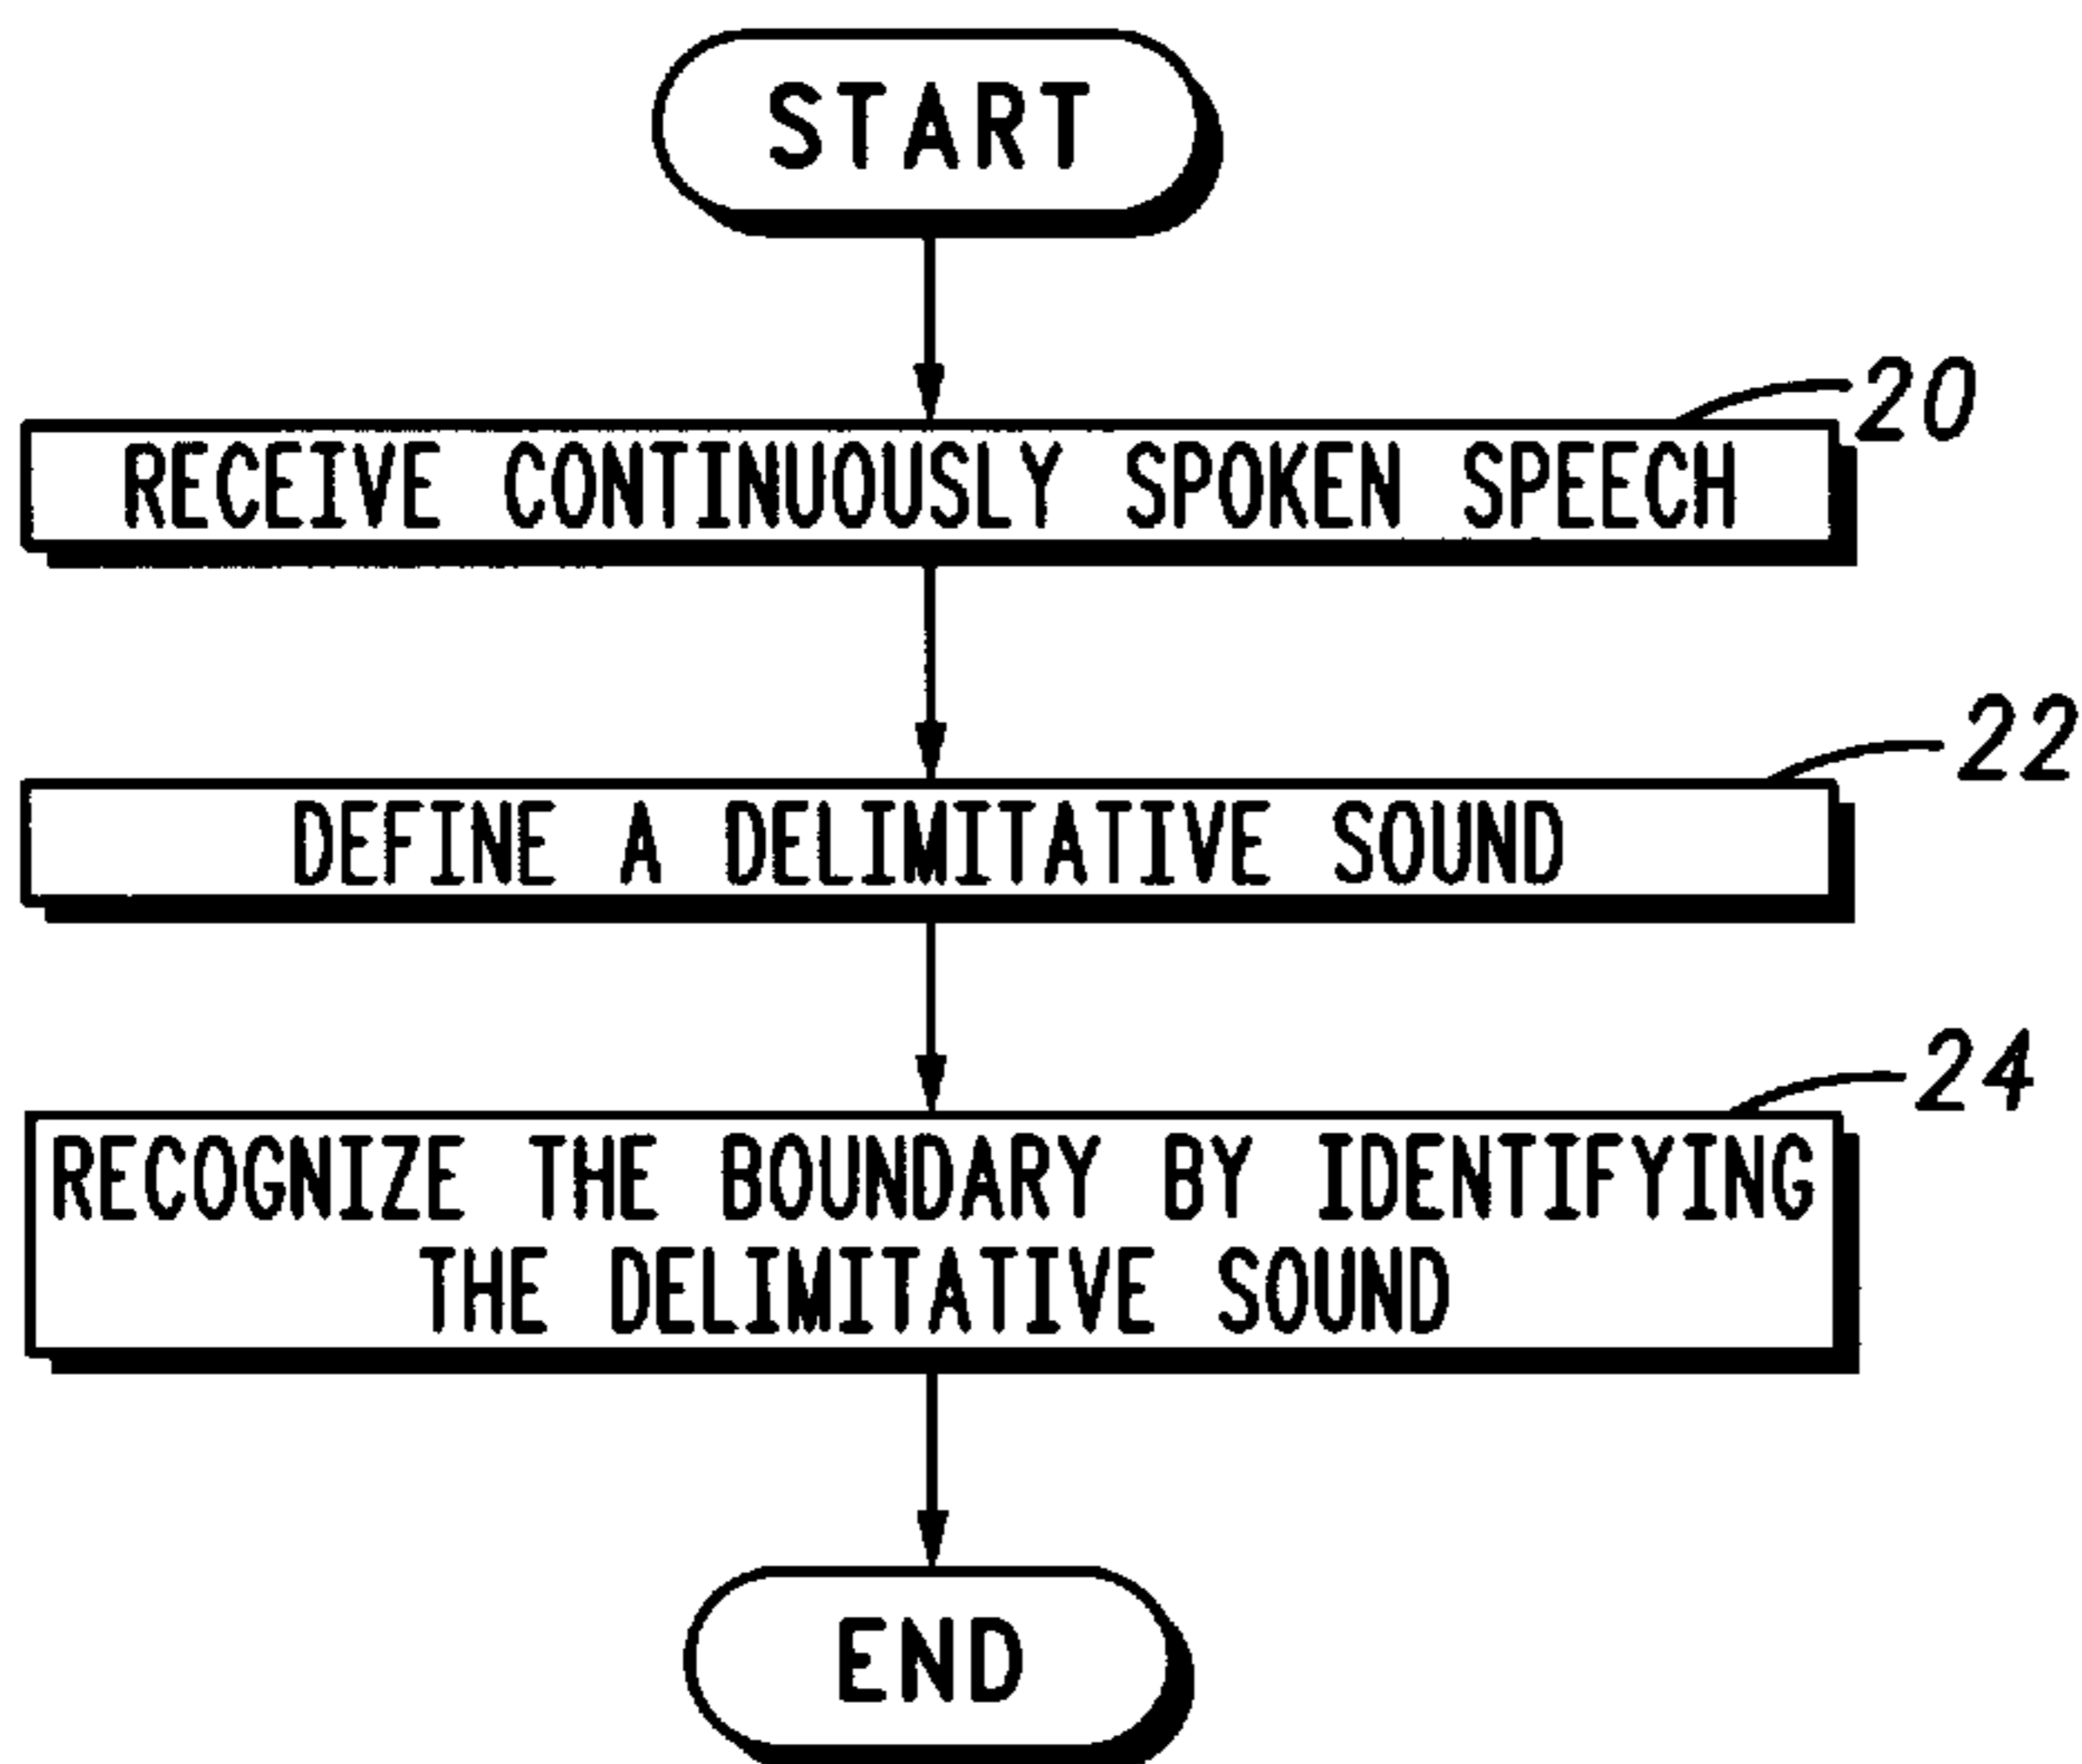 START
20
RECEIVE CONTINUOUSLY SPOKEN SPEECH
22
DEFINE A DELIMITATIVE SOUND
24
RECOGNIZE THE BOUNDARY BY IDENTIFYING
THE DELIMITATIVE SOUND
END